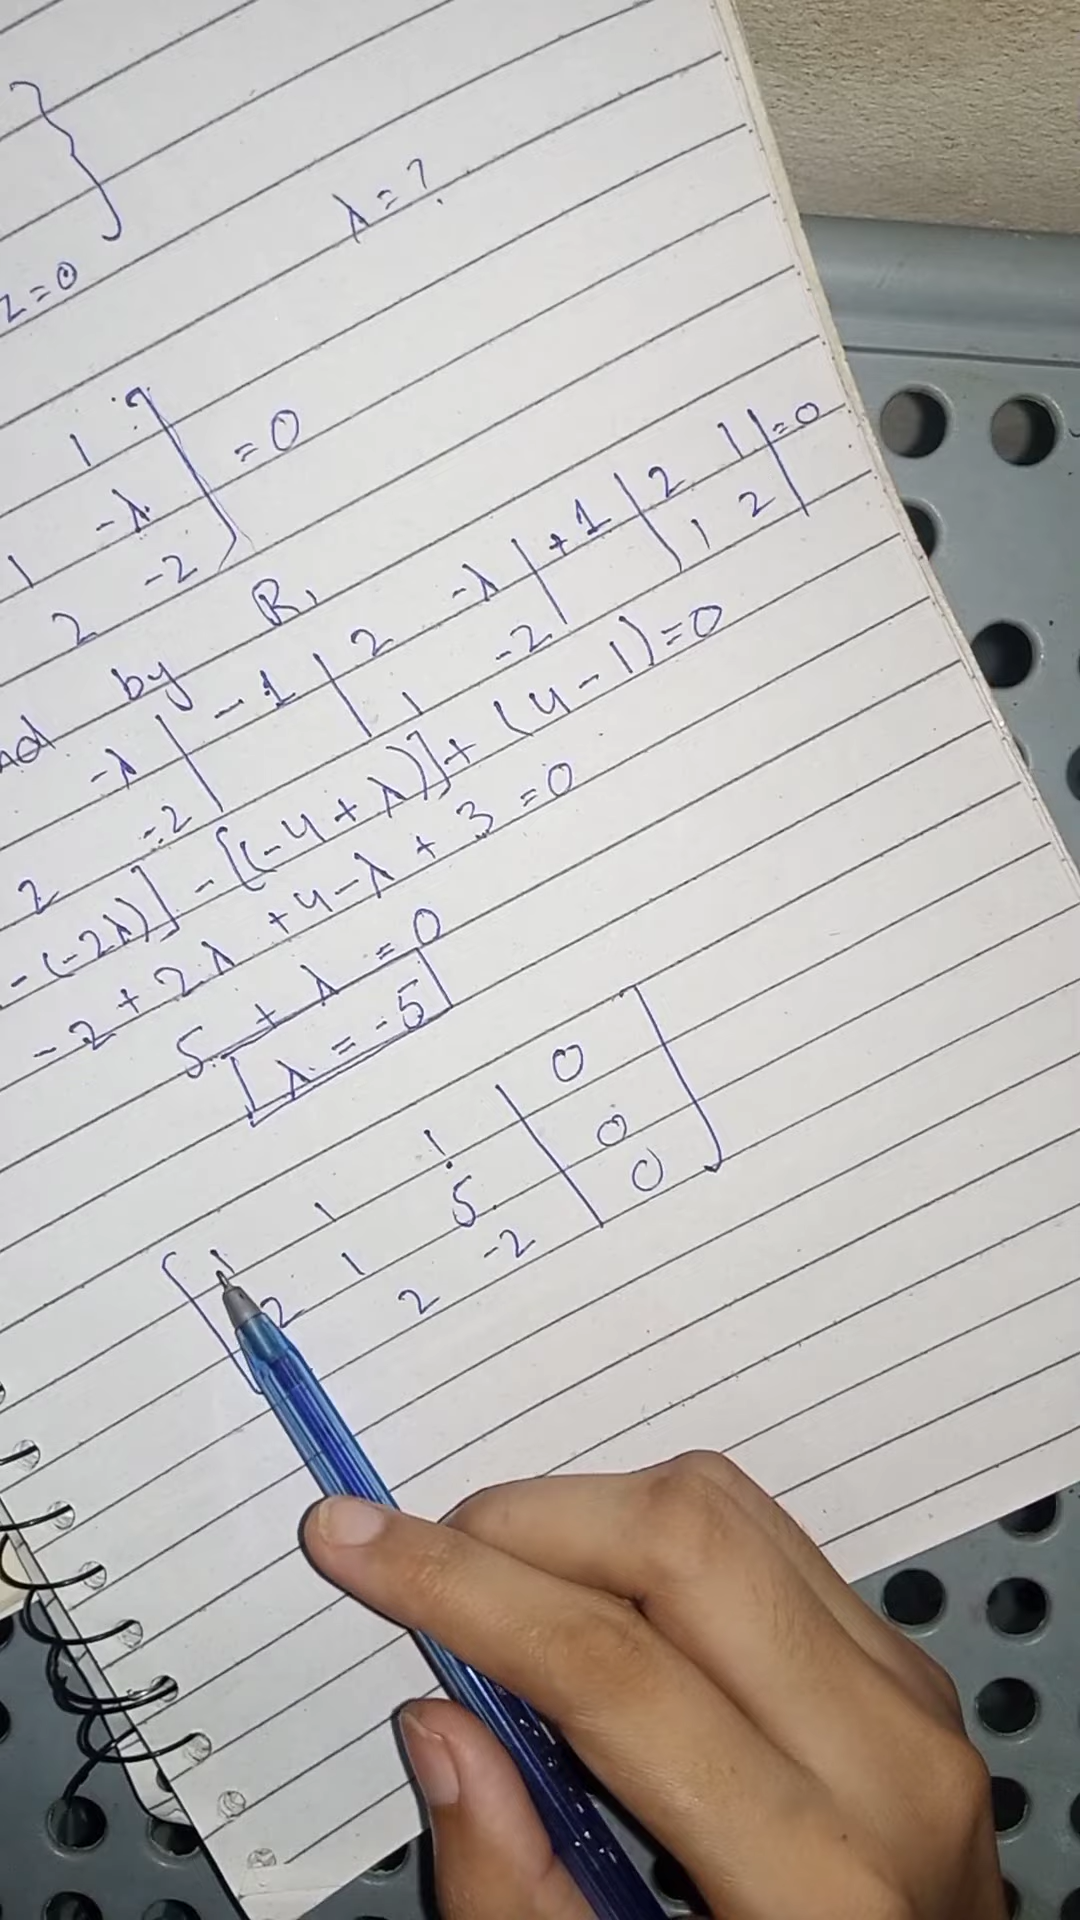 λ = ?
z = 0
1
1 -λ = 0
2 -2
by R₁
-λ - 1 | 2 -λ | + 1 | 2 1 | = 0
2 -2 | 1 -2 | | 1 2 |
-(-2λ)] - [(-4 + λ)] + (4 - 1) = 0
-2 + 2λ + 4 - λ + 3 = 0
5 + λ = 0
λ = -5
[ 1 1 1 | 0 ]
2 1 5 | 0
2 -2 | 0